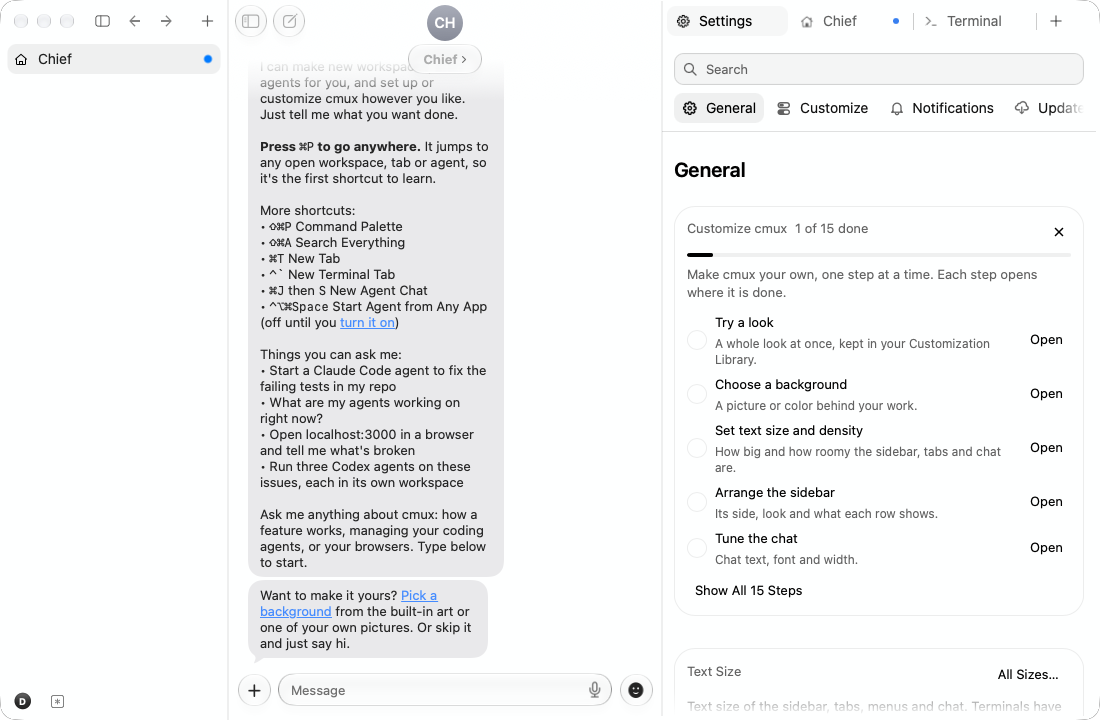 Chief
CH
Chief
I can make new workspaces
agents for you, and set up or
customize cmux however you like.
Just tell me what you want done.
Press ⌘P to go anywhere. It jumps to
any open workspace, tab or agent, so
it's the first shortcut to learn.
More shortcuts:
• ⇧⌘P Command Palette
• ⇧⌘A Search Everything
• ⌘T New Tab
• ^` New Terminal Tab
• ⌘J then S New Agent Chat
• ^⌥⌘Space Start Agent from Any App
(off until you turn it on)
Things you can ask me:
• Start a Claude Code agent to fix the
failing tests in my repo
• What are my agents working on
right now?
• Open localhost:3000 in a browser
and tell me what's broken
• Run three Codex agents on these
issues, each in its own workspace
Ask me anything about cmux: how a
feature works, managing your coding
agents, or your browsers. Type below
to start.
Want to make it yours? Pick a
background from the built-in art or
one of your own pictures. Or skip it
and just say hi.
Message
D
Settings
Chief
Terminal
Search
General
Customize
Notifications
General
Customize cmux 1 of 15 done
Make cmux your own, one step at a time. Each step opens
where it is done.
Try a look
A whole look at once, kept in your Customization
Library.
Open
Choose a background
A picture or color behind your work.
Open
Set text size and density
How big and how roomy the sidebar, tabs and chat
are.
Open
Arrange the sidebar
Its side, look and what each row shows.
Open
Tune the chat
Chat text, font and width.
Open
Show All 15 Steps
Text Size
All Sizes...
Text size of the sidebar, tabs, menus and chat. Terminals have